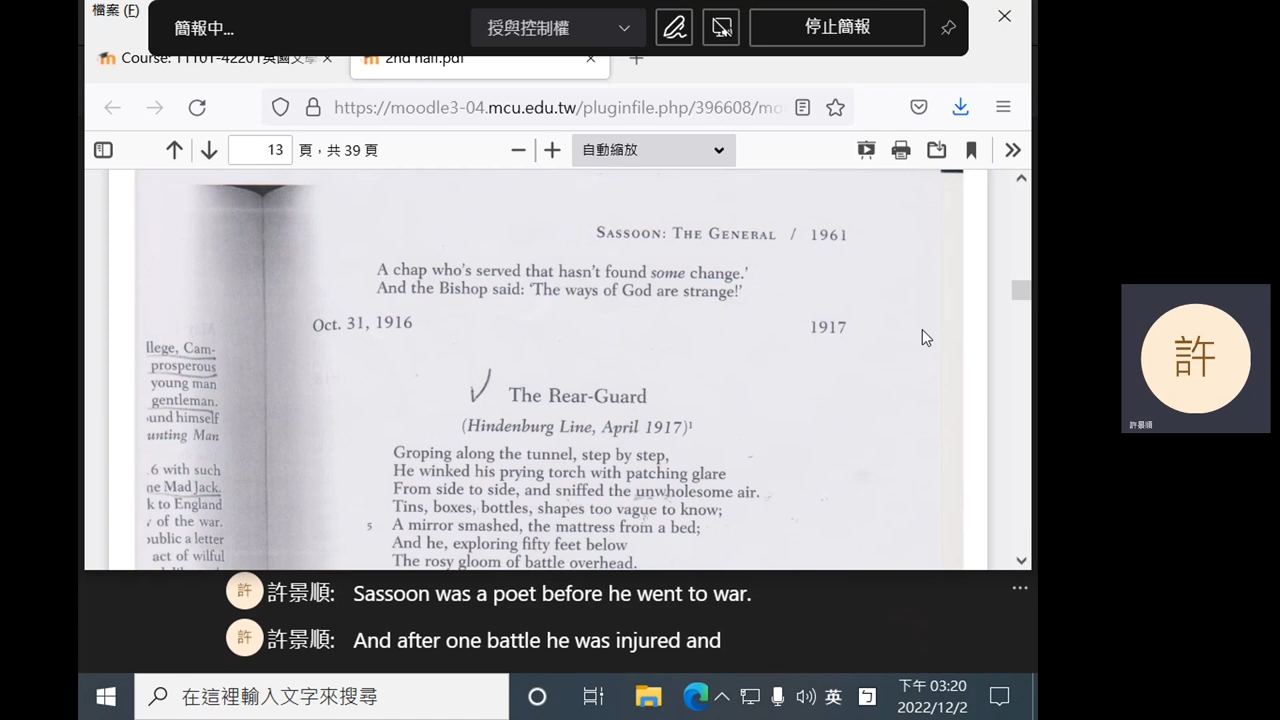 檔案 (F)
簡報中...
授與控制權
停止簡報
Course: 11101-42201英國文學
2nd half.pdf
https://moodle3-04.mcu.edu.tw/pluginfile.php/396608/mo
13 頁，共 39 頁
自動縮放
SASSOON: THE GENERAL / 1961
A chap who's served that hasn't found some change.'
And the Bishop said: 'The ways of God are strange!'
Oct. 31, 1916
1917
llege, Cam-
prosperous
young man
gentleman.
und himself
unting Man
.6 with such
ne Mad Jack.
k to England
of the war.
public a letter
act of wilful
The Rear-Guard
(Hindenburg Line, April 1917)¹
Groping along the tunnel, step by step,
He winked his prying torch with patching glare
From side to side, and sniffed the unwholesome air.
Tins, boxes, bottles, shapes too vague to know;
5 A mirror smashed, the mattress from a bed;
And he, exploring fifty feet below
The rosy gloom of battle overhead.
許
許景順
許 許景順: Sassoon was a poet before he went to war.
許 許景順: And after one battle he was injured and
在這裡輸入文字來搜尋
英
下午 03:20
2022/12/2